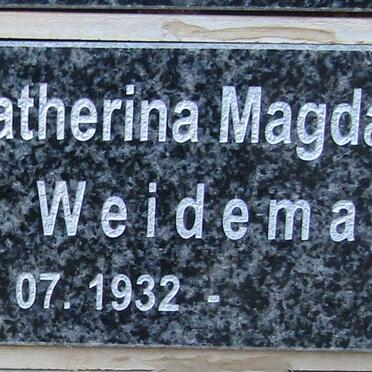 atherina Magda
Weidema
07. 1932 -